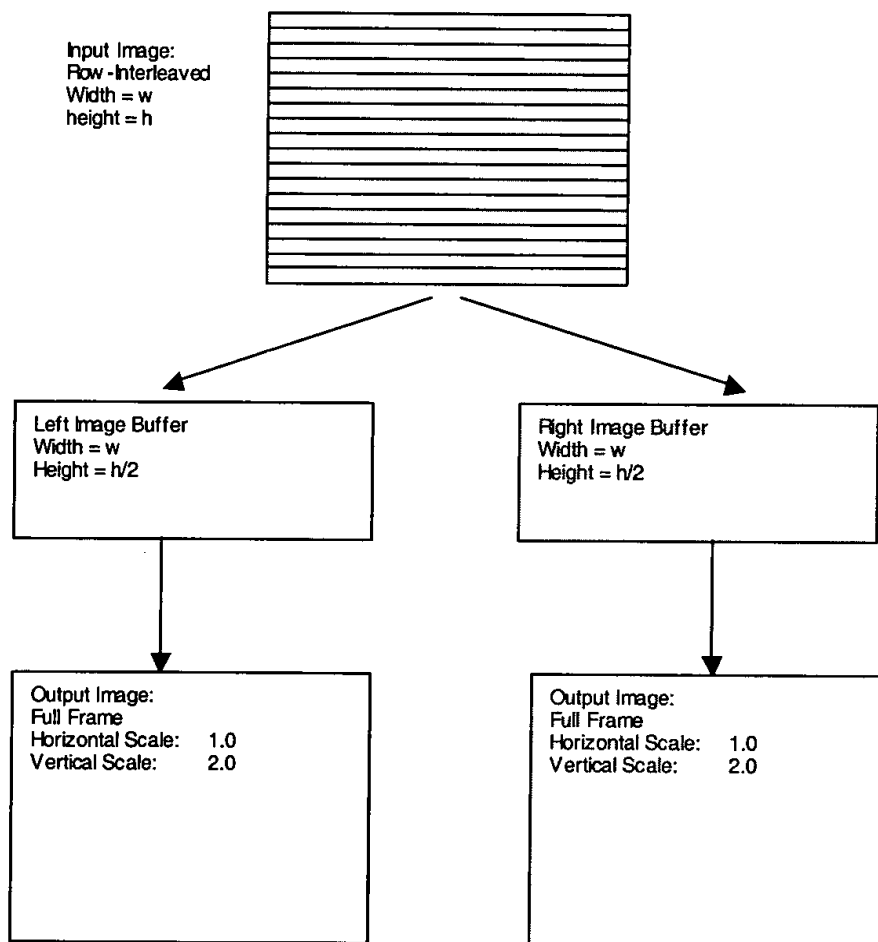 Input Image:
Row-Interleaved
Width = w
height = h
Left Image Buffer
Width = w
Height = h/2
Right Image Buffer
Width = w
Height = h/2
Output Image:
Full Frame
Horizontal Scale: 1.0
Vertical Scale: 2.0
Output Image:
Full Frame
Horizontal Scale: 1.0
Vertical Scale: 2.0